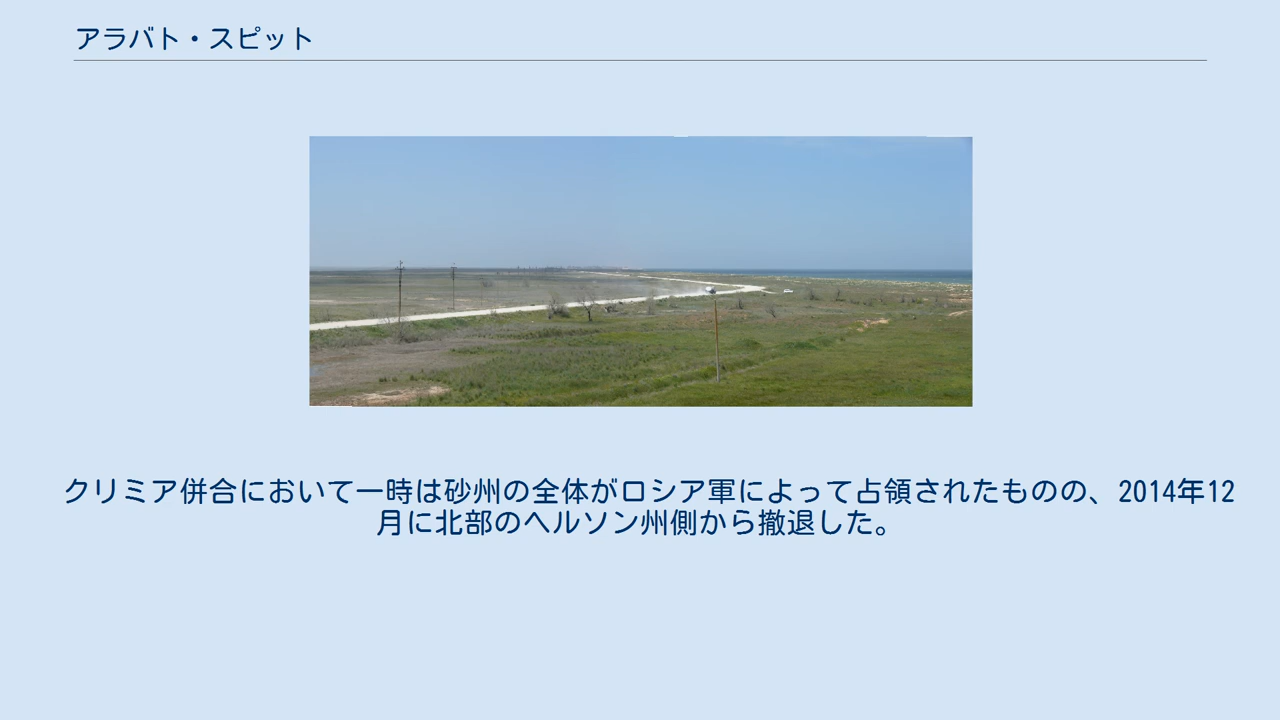 アラバト・スピット
クリミア併合において一時は砂州の全体がロシア軍によって占領されたものの、2014年12
月に北部のヘルソン州側から撤退した。